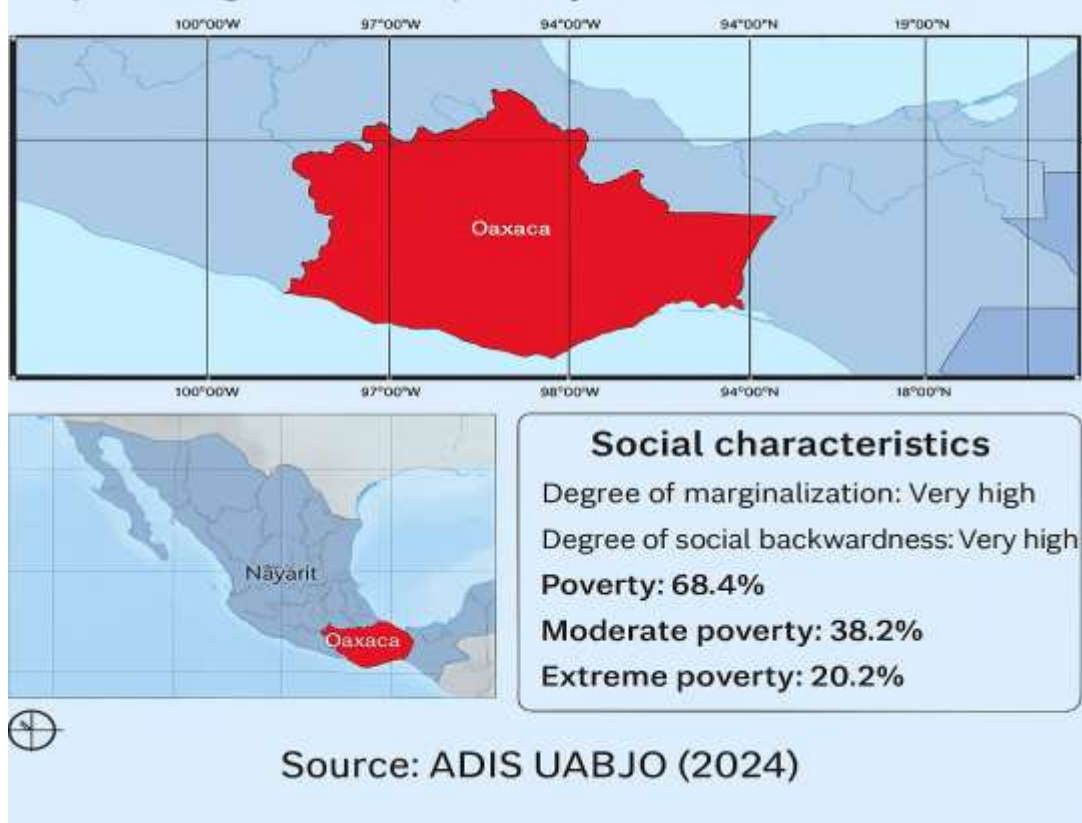 100°00'W 97°00'W 94°00'W 94°00'W 19°00'N
Oaxaca
100°00'W 97°00'W 98°00'W 94°00'W 18°00'N
Nāyarit
Oaxaca
Social characteristics
Degree of marginalization: Very high
Degree of social backwardness: Very high
Poverty: 68.4%
Moderate poverty: 38.2%
Extreme poverty: 20.2%
Source: ADIS UABJO (2024)